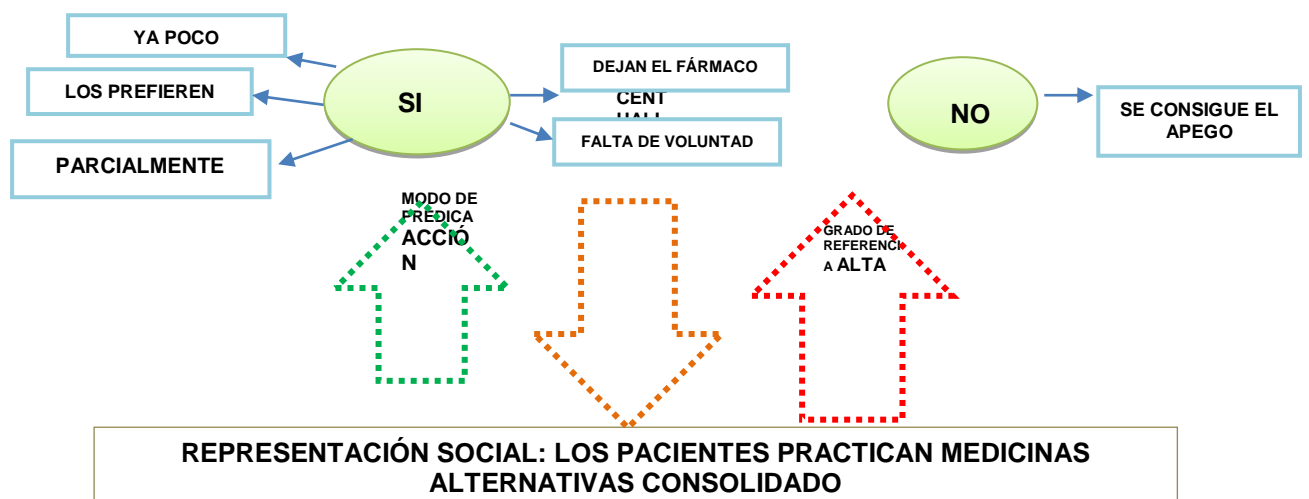 YA POCO
LOS PREFIEREN
PARCIALMENTE
SI
DEJAN EL FÁRMACO
CENT
FALTA DE VOLUNTAD
NO
SE CONSIGUE EL
APEGO
MODO DE
PREDICA
ACCIÓ
N
GRADO DE
REFERENCI
A ALTA
REPRESENTACIÓN SOCIAL: LOS PACIENTES PRACTICAN MEDICINAS
ALTERNATIVAS CONSOLIDADO